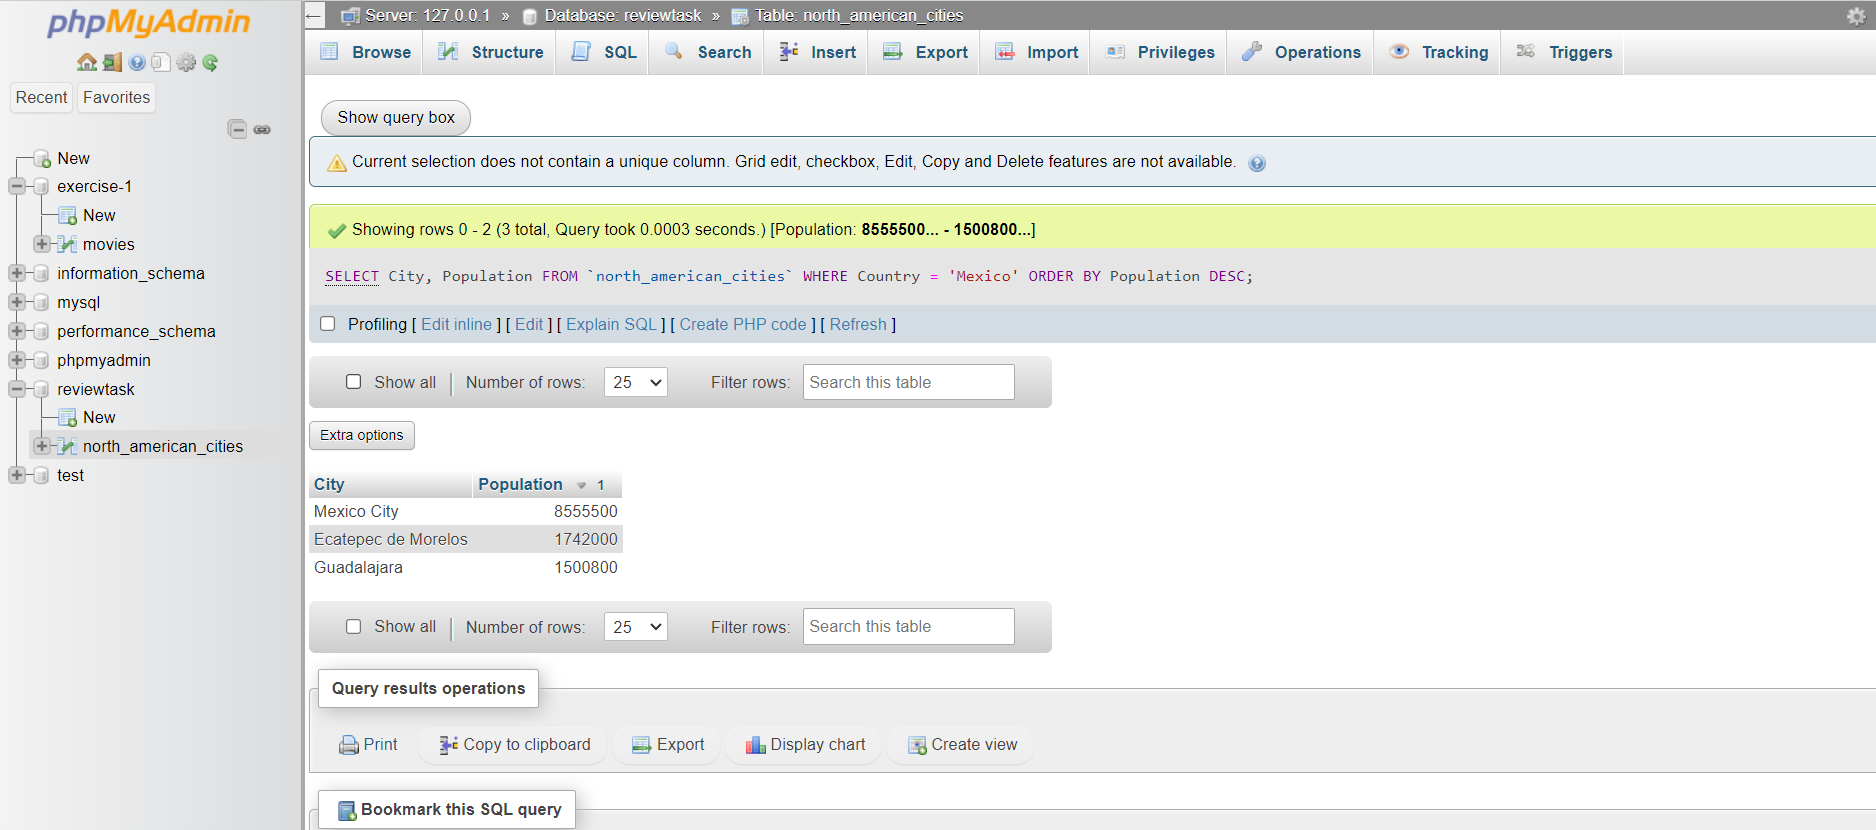 phpMyAdmin
Recent Favorites
New
exercise-1
New
movies
information_schema
mysql
performance_schema
phpmyadmin
reviewtask
New
north_american_cities
test
← Server: 127.0.0.1 » Database: reviewtask » Table: north_american_cities
Browse Structure SQL Search Insert Export Import Privileges Operations Tracking Triggers
Show query box
Current selection does not contain a unique column. Grid edit, checkbox, Edit, Copy and Delete features are not available.
Showing rows 0 - 2 (3 total, Query took 0.0003 seconds.) [Population: 8555500... - 1500800...]
SELECT City, Population FROM `north_american_cities` WHERE Country = 'Mexico' ORDER BY Population DESC;
Profiling [ Edit inline ] [ Edit ] [ Explain SQL ] [ Create PHP code ] [ Refresh ]
Show all | Number of rows: 25 Filter rows: Search this table
Extra options
City Population 1
Mexico City 8555500
Ecatepec de Morelos 1742000
Guadalajara 1500800
Show all | Number of rows: 25 Filter rows: Search this table
Query results operations
Print Copy to clipboard Export Display chart Create view
Bookmark this SQL query